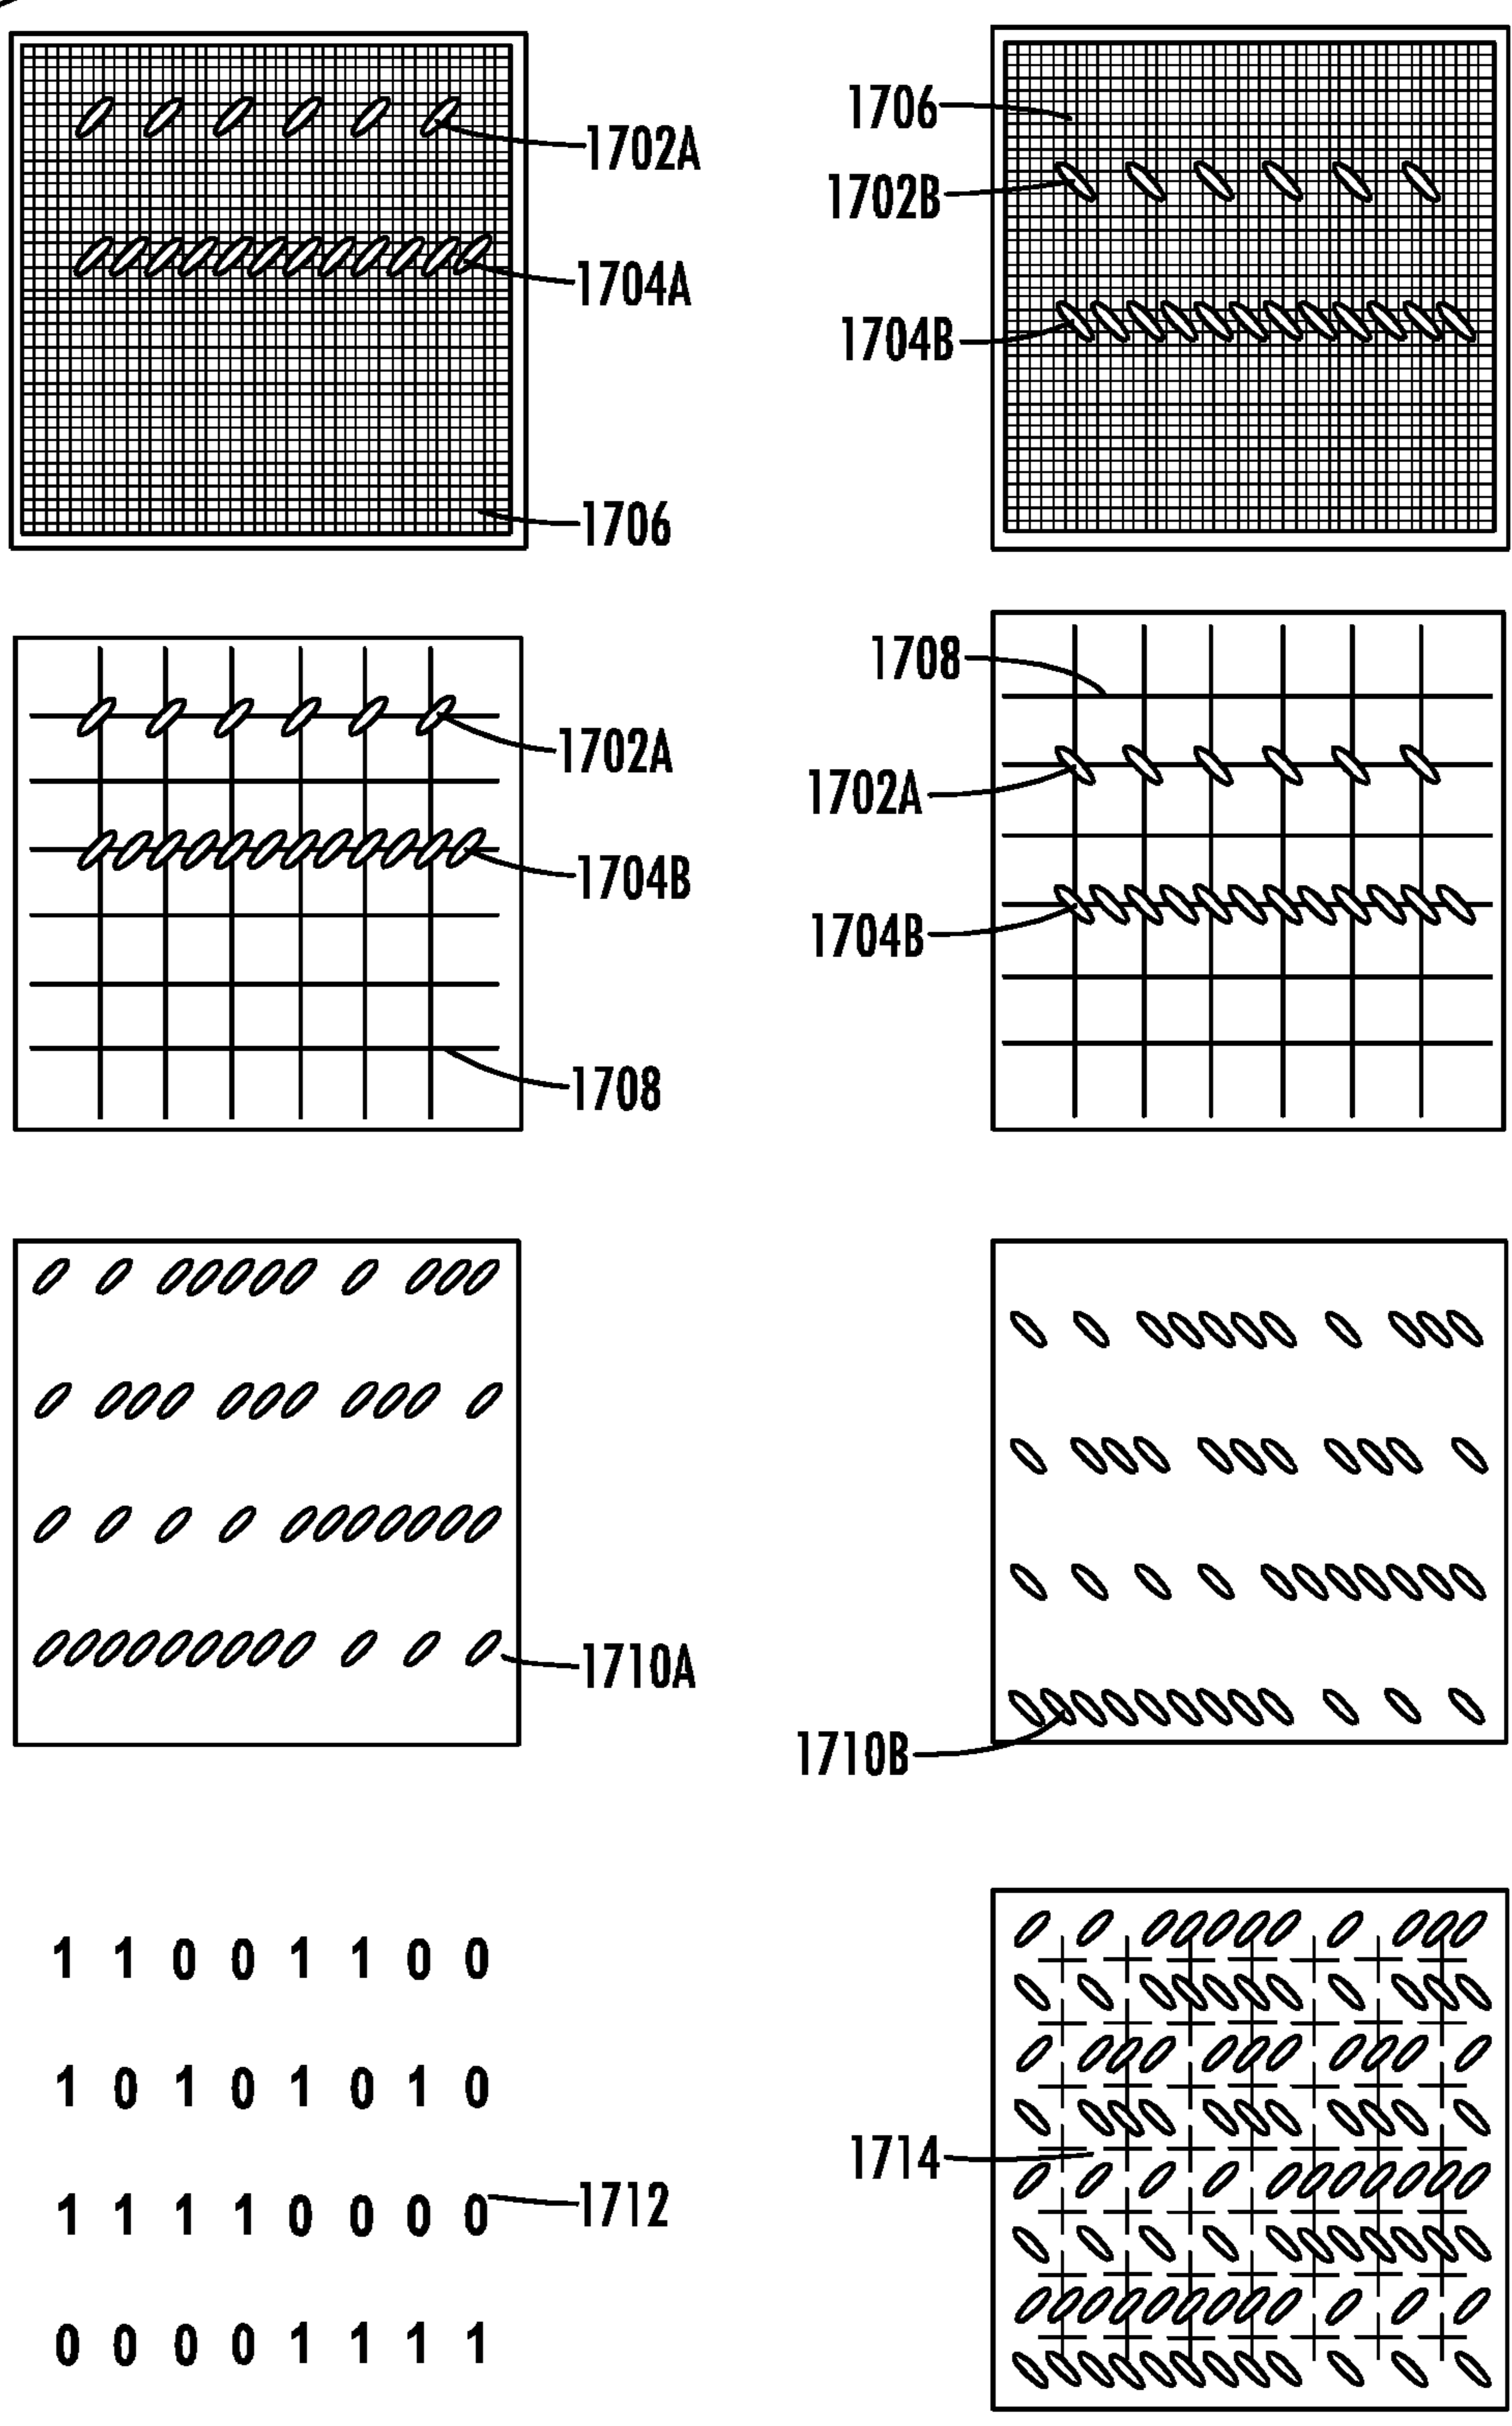 1702A
1704A
1706
1706
1702B
1704B
1702A
1704B
1708
1708
1702A
1704B
1710A
1710B
1 1 0 0 1 1 0 0
1 0 1 0 1 0 1 0
1 1 1 1 0 0 0 0
0 0 0 0 1 1 1 1
1712
1714